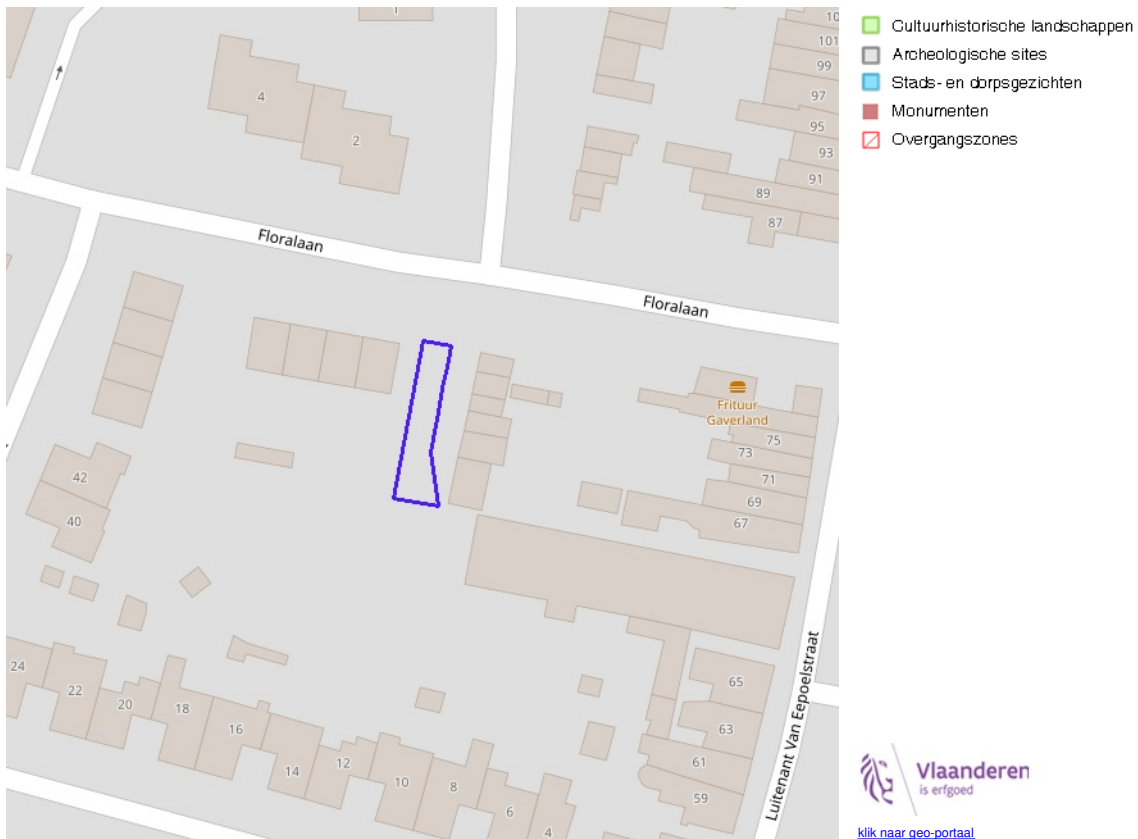 1
4
2
10
101
99
97
95
93
91
89
87
Floralaan
Floralaan
Frittuur
Gaverland
75
73
71
69
67
42
40
24
22
20
18
16
14
12
10
8
6
4
65
63
61
59
Luitenant Van Eepoelstraat
Cultuurhistorische landschappen
Archeologische sites
Stads- en dorpsgezichten
Monumenten
Overgangszones
Vlaanderen
is erfgoed
klik naar geo-portaal